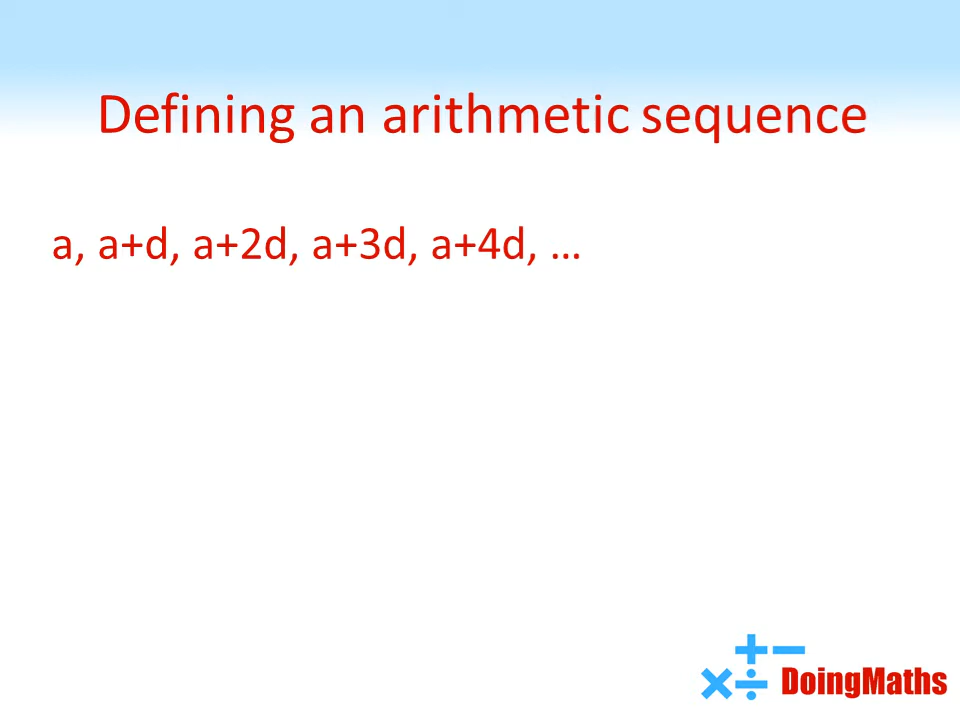 Defining an arithmetic sequence
a, a+d, a+2d, a+3d, a+4d, …
DoingMaths